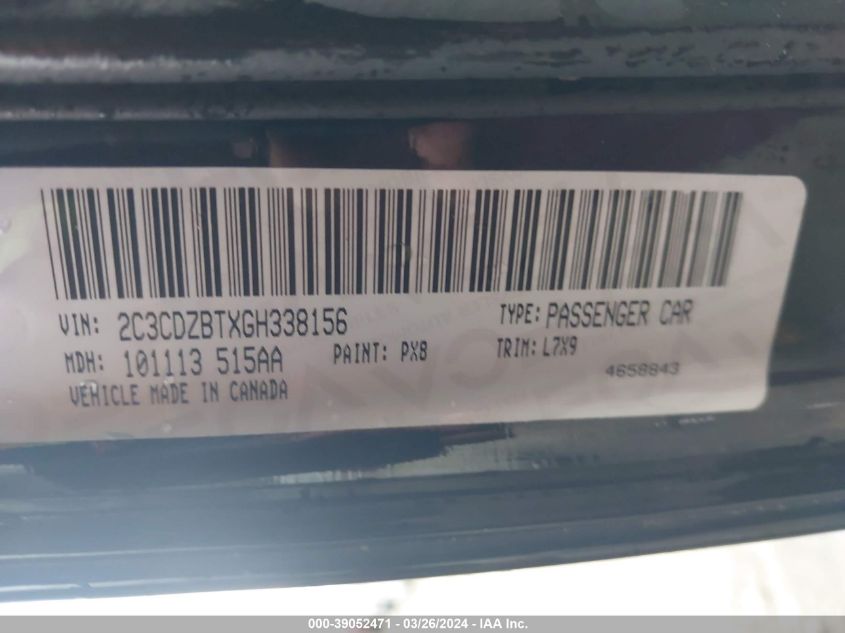 VIN: 2C3CDZBTXGH338156 TYPE: PASSENGER CAR
MDH: 101113 515AA PAINT: PX8 TRIM: L7X9
VEHICLE MADE IN CANADA 4658843
000-39052471 - 03/26/2024 - IAA Inc.